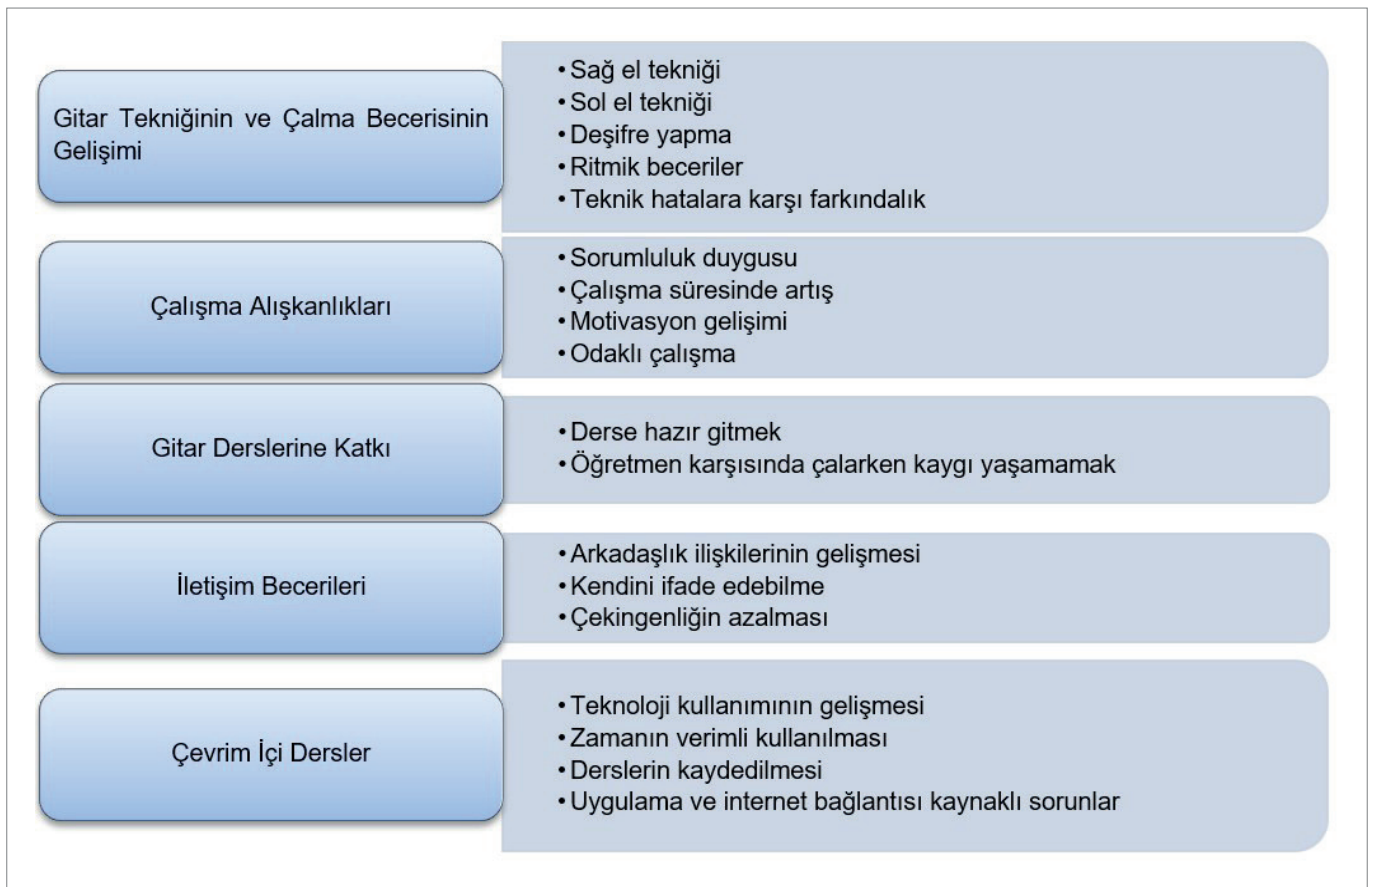 Gitar Tekniğinin ve Çalma Becerisinin
Gelişimi
• Sağ el tekniği
• Sol el tekniği
• Deşifre yapma
• Ritmik beceriler
• Teknik hatalara karşı farkındalık
Çalışma Alışkanlıkları
• Sorumluluk duygusu
• Çalışma süresinde artış
• Motivasyon gelişimi
• Odaklı çalışma
Gitar Derslerine Katkı
• Derse hazır gitmek
• Öğretmen karşısında çalarken kaygı yaşamamak
İletişim Becerileri
• Arkadaşlık ilişkilerinin gelişmesi
• Kendini ifade edebilme
• Çekingenliğin azalması
Çevrim İçi Dersler
• Teknoloji kullanımının gelişmesi
• Zamanın verimli kullanılması
• Derslerin kaydedilmesi
• Uygulama ve internet bağlantısı kaynaklı sorunlar